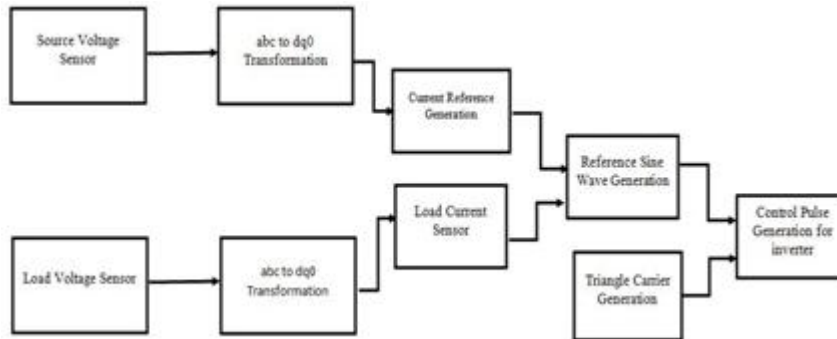 Source Voltage
Sensor
abc to dq0
Transformation
Current Reference
Generation
Reference Sine
Wave Generation
Load Current
Sensor
Control Pulse
Generation for
inverter
Load Voltage Sensor
abc to dq0
Transformation
Triangle Carrier
Generation